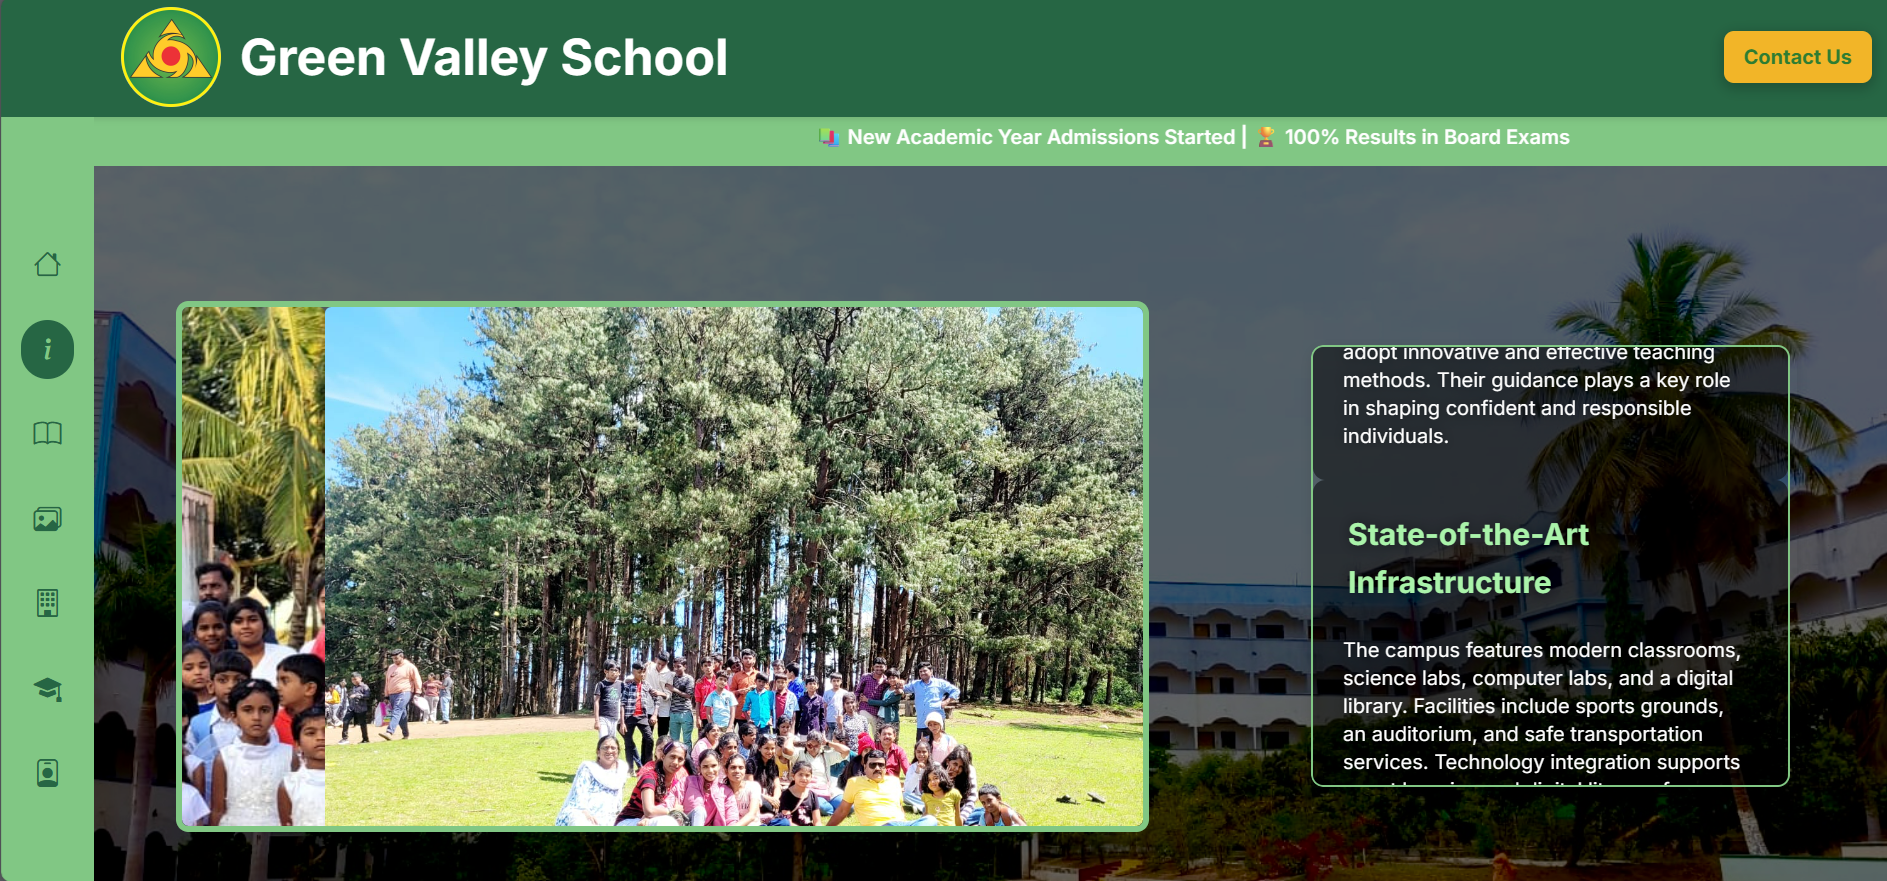 Green Valley School
Contact Us
New Academic Year Admissions Started | 100% Results in Board Exams
adopt innovative and effective teaching
methods. Their guidance plays a key role
in shaping confident and responsible
individuals.
State-of-the-Art
Infrastructure
The campus features modern classrooms,
science labs, computer labs, and a digital
library. Facilities include sports grounds,
an auditorium, and safe transportation
services. Technology integration supports